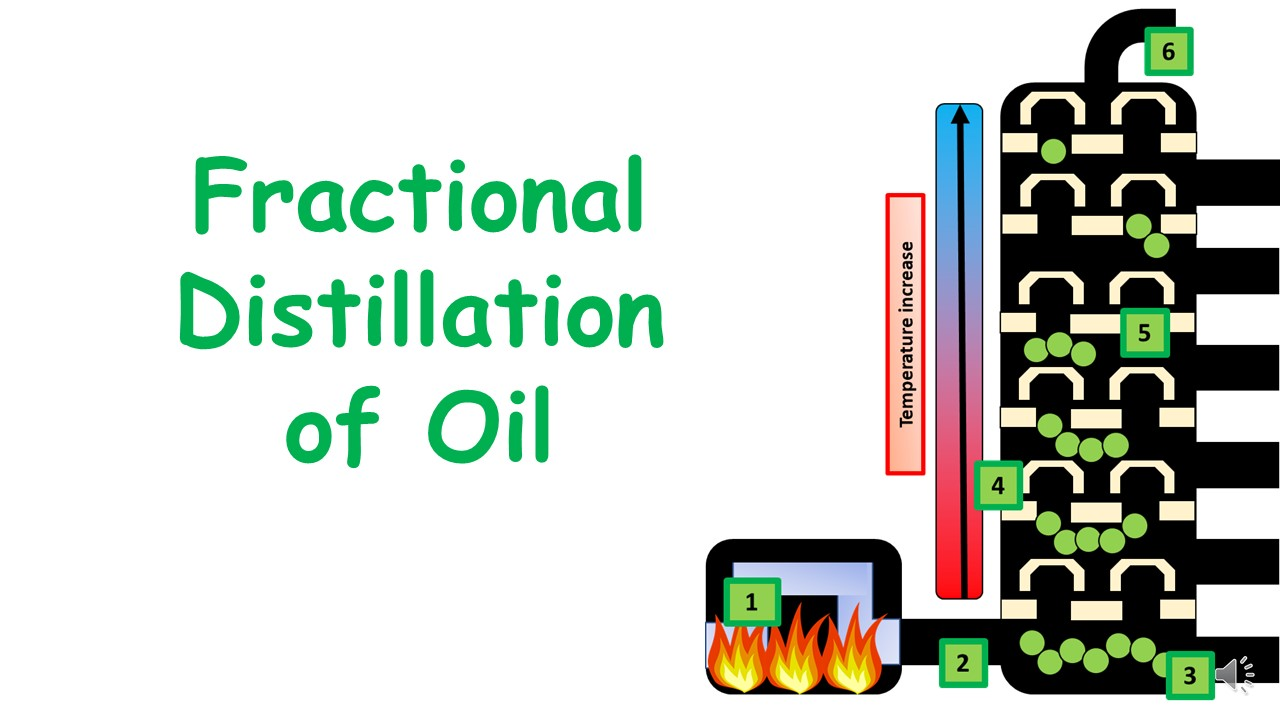 Fractional
Distillation
of Oil
6
Temperature increase
5
4
1
2
3